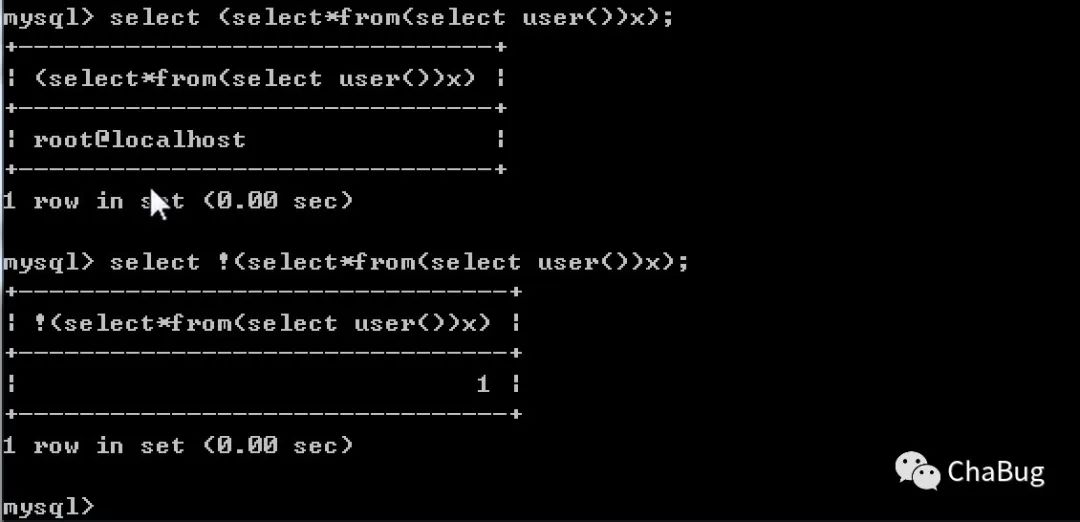 mysql> select (select*from(select user())x);
+-------------------------------+
| (select*from(select user())x) |
+-------------------------------+
| root@localhost                |
+-------------------------------+
1 row in set (0.00 sec)
mysql> select !(select*from(select user())x);
+--------------------------------+
| !(select*from(select user())x) |
+--------------------------------+
|                              1 |
+--------------------------------+
1 row in set (0.00 sec)
ChaBug
mysql>